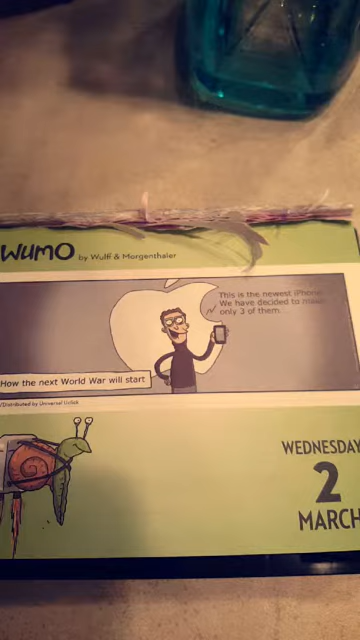 WUMO by Wulff & Morgenthaler
This is the newest iPhone.
We have decided to make
only 3 of them.
How the next World War will start
/Distributed by Universal Uclick
WEDNESDAY
2
MARCH